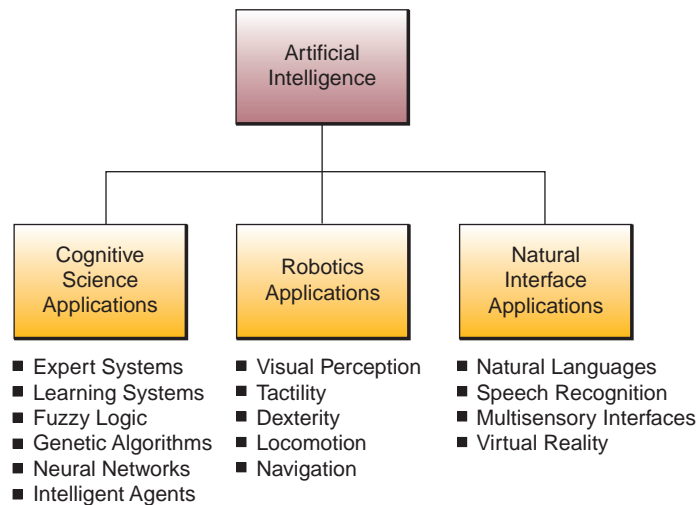 Artificial
Intelligence
Cognitive
Science
Applications
Robotics
Applications
Natural
Interface
Applications
■ Expert Systems
■ Learning Systems
■ Fuzzy Logic
■ Genetic Algorithms
■ Neural Networks
■ Intelligent Agents
■ Visual Perception
■ Tactility
■ Dexterity
■ Locomotion
■ Navigation
■ Natural Languages
■ Speech Recognition
■ Multisensory Interfaces
■ Virtual Reality